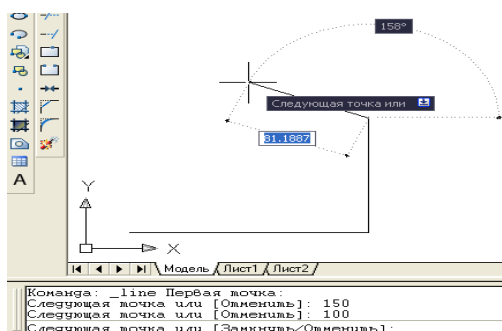 158°
Следующая точка или
81.1887
A
Y
X
Модель Лист1 Лист2
Команда: _line Первая точка:
Следующая точка или [Отменить]: 150
Следующая точка или [Отменить]: 100
Следующая точка или [Замкнуть/Отменить]: